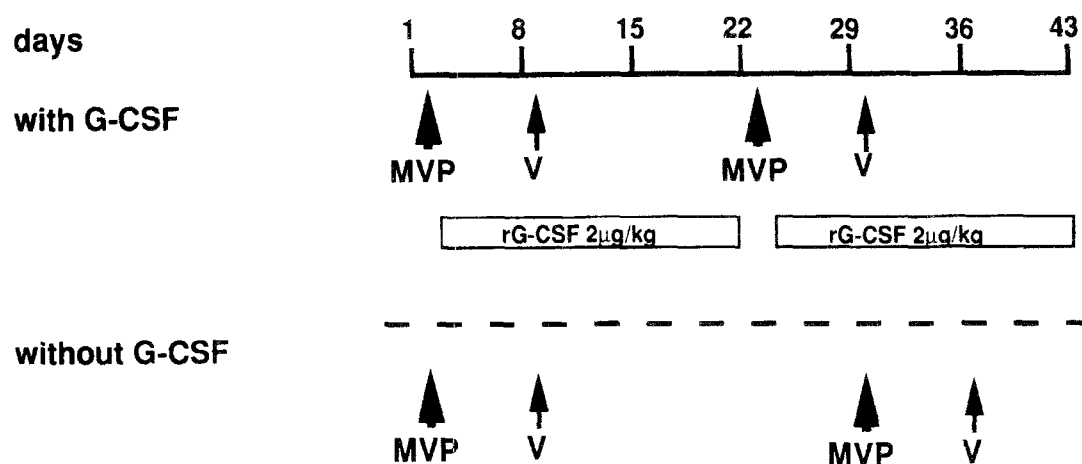 days
1 8 15 22 29 36 43
with G-CSF
MVP V MVP V
rG-CSF 2μg/kg rG-CSF 2μg/kg
without G-CSF
MVP V MVP V